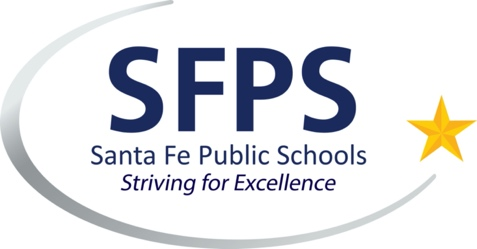 SFPS
Santa Fe Public Schools
Striving for Excellence